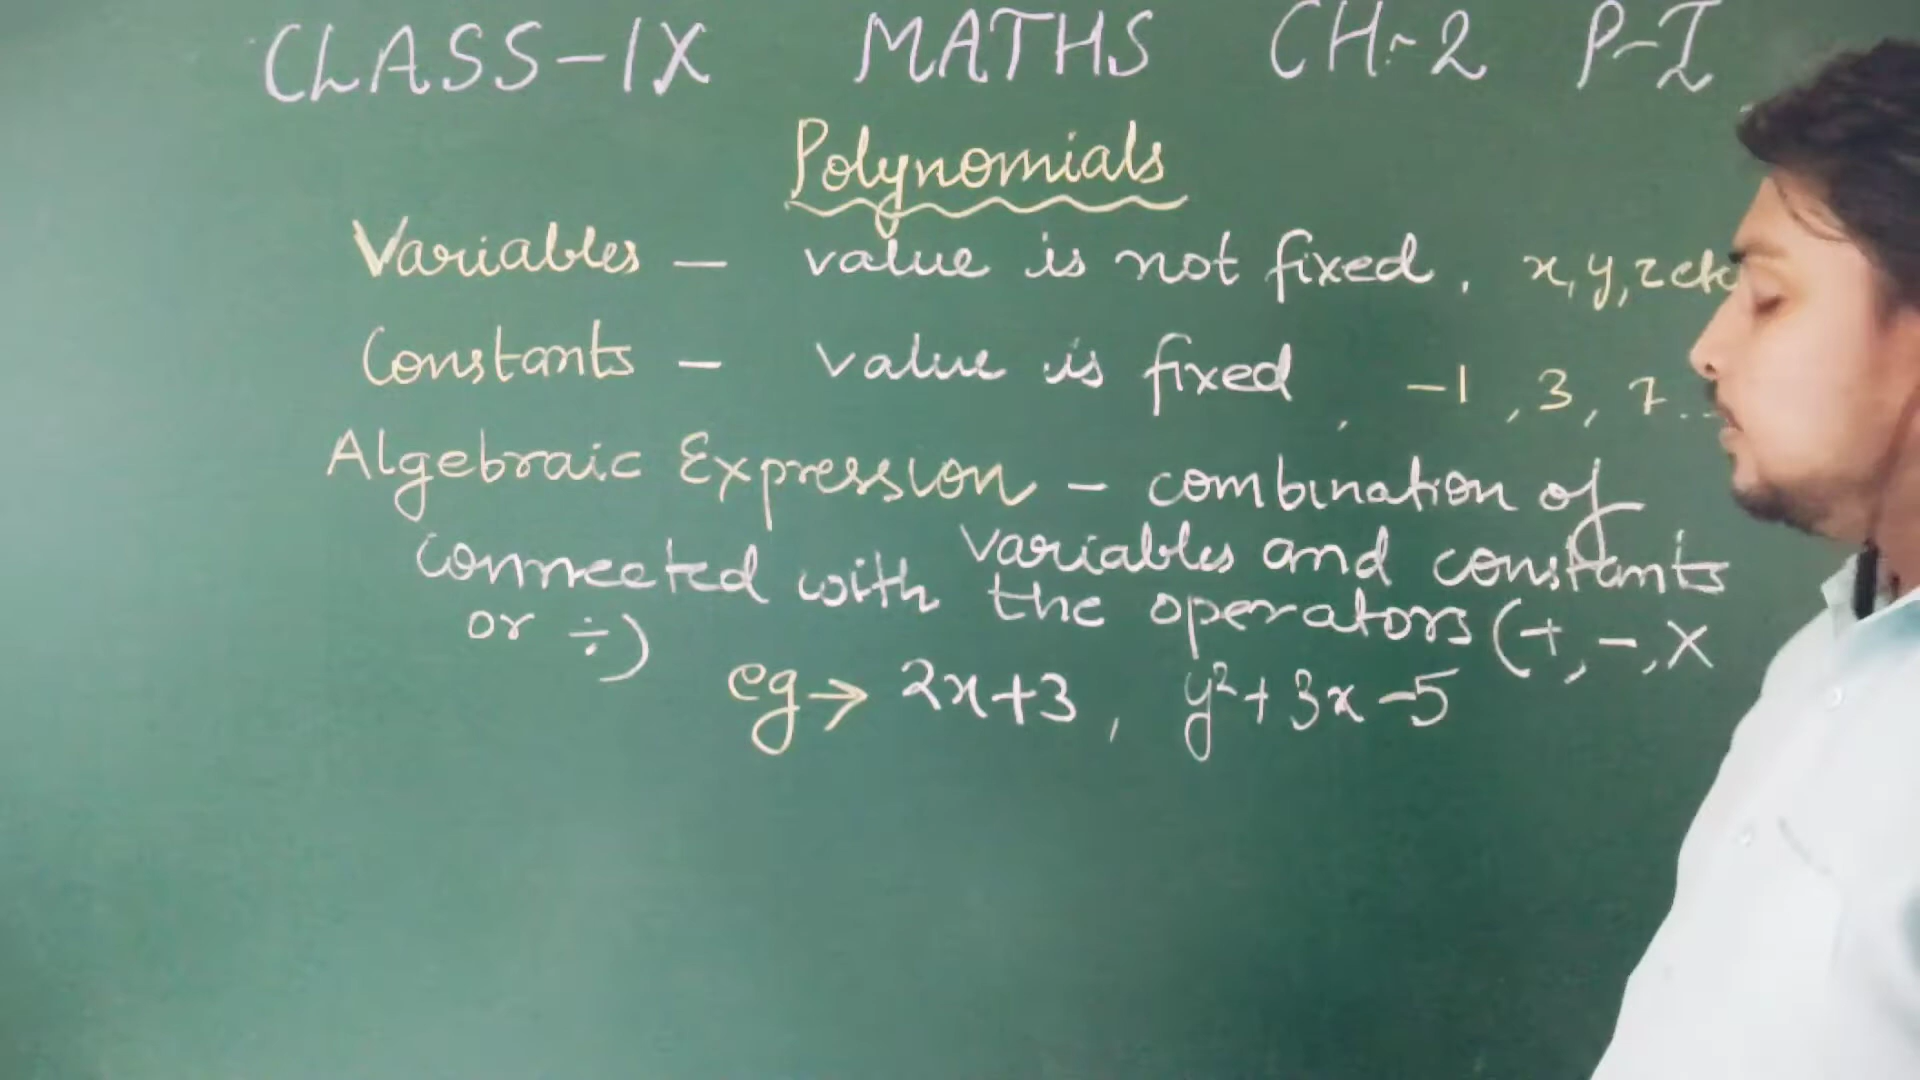 CLASS-IX MATHS CH-2 P-I
Polynomials
Variables - value is not fixed. x, y, z etc
Constants - value is fixed, -1, 3, 7...
Algebraic Expression - combination of
variables and constants
connected with the operators (+, -, X
or ÷)
eg → 2x+3, y²+3x-5